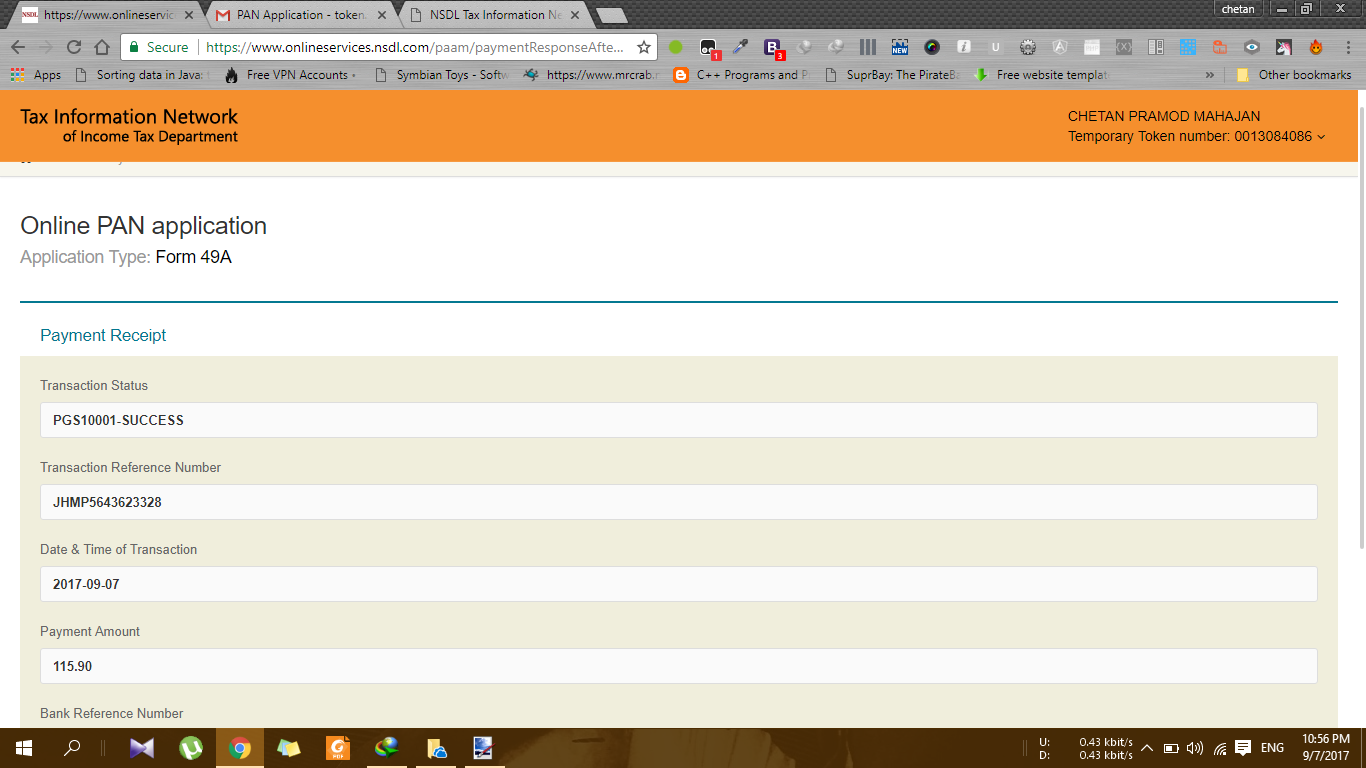 NSDL https://www.onlineservic
PAN Application - token
NSDL Tax Information Ne
chetan
Secure https://www.onlineservices.nsdl.com/paam/paymentResponseAfte...
1
3
NEW
Apps Sorting data in Java: Free VPN Accounts Symbian Toys - Softw https://www.mrcrab. C++ Programs and P SuprBay: The PirateB Free website templat » Other bookmarks
Tax Information Network
of Income Tax Department
CHETAN PRAMOD MAHAJAN
Temporary Token number: 0013084086
Online PAN application
Application Type: Form 49A
Payment Receipt
Transaction Status
PGS10001-SUCCESS
Transaction Reference Number
JHMP5643623328
Date & Time of Transaction
2017-09-07
Payment Amount
115.90
Bank Reference Number
U: 0.43 kbit/s
D: 0.43 kbit/s
ENG
10:56 PM
9/7/2017